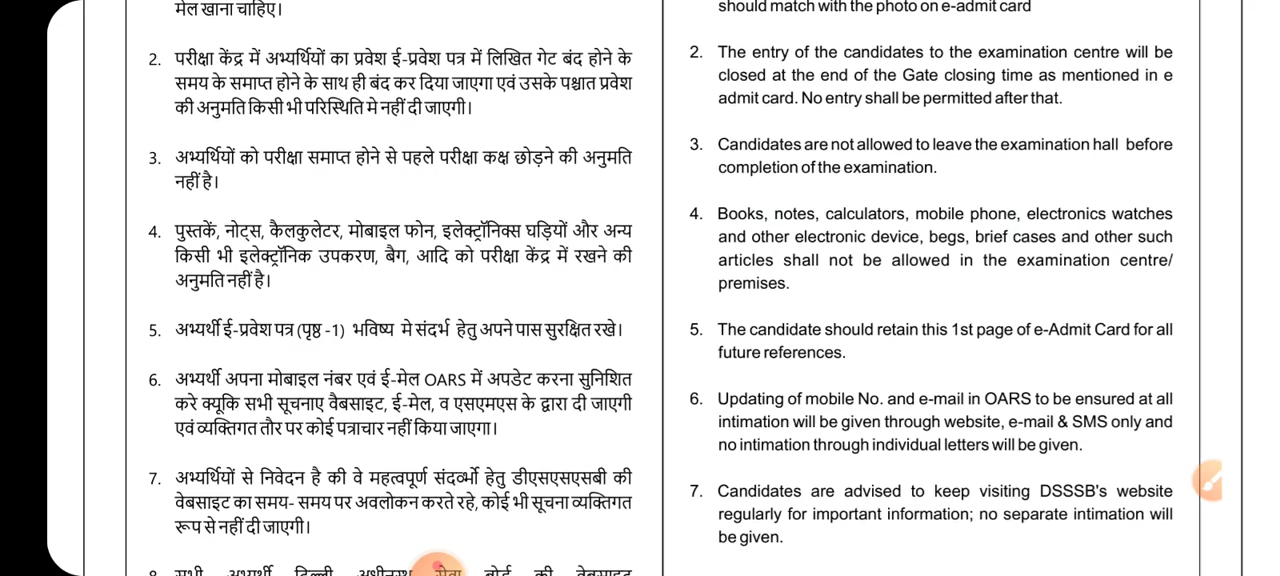 मेल खाना चाहिए।
2. परीक्षा केंद्र में अभ्यर्थियों का प्रवेश ई-प्रवेश पत्र में लिखित गेट बंद होने के
समय के समाप्त होने के साथ ही बंद कर दिया जाएगा एवं उसके पश्चात प्रवेश
की अनुमति किसी भी परिस्थिति मे नहीं दी जाएगी।
3. अभ्यर्थियों को परीक्षा समाप्त होने से पहले परीक्षा कक्ष छोड़ने की अनुमति
नहीं है।
4. पुस्तकें, नोट्स, कैलकुलेटर, मोबाइल फोन, इलेक्ट्रॉनिक्स घड़ियों और अन्य
किसी भी इलेक्ट्रॉनिक उपकरण, बैग, आदि को परीक्षा केंद्र में रखने की
अनुमति नहीं है।
5. अभ्यर्थी ई-प्रवेश पत्र (पृष्ठ -1) भविष्य मे संदर्भ हेतु अपने पास सुरक्षित रखे।
6. अभ्यर्थी अपना मोबाइल नंबर एवं ई-मेल OARS में अपडेट करना सुनिशित
करे क्यूकि सभी सूचनाए वैबसाइट, ई-मेल, व एसएमएस के द्वारा दी जाएगी
एवं व्यक्तिगत तौर पर कोई पत्राचार नहीं किया जाएगा।
7. अभ्यर्थियों से निवेदन है की वे महत्वपूर्ण संदर्भो हेतु डीएसएसएसबी की
वेबसाइट का समय- समय पर अवलोकन करते रहे, कोई भी सूचना व्यक्तिगत
रूप से नहीं दी जाएगी।
8. सभी अभ्यर्थी दिल्ली अधीनस्थ सेवा बोर्ड की वेबसाइट
should match with the photo on e-admit card
2. The entry of the candidates to the examination centre will be
closed at the end of the Gate closing time as mentioned in e
admit card. No entry shall be permitted after that.
3. Candidates are not allowed to leave the examination hall before
completion of the examination.
4. Books, notes, calculators, mobile phone, electronics watches
and other electronic device, begs, brief cases and other such
articles shall not be allowed in the examination centre/
premises.
5. The candidate should retain this 1st page of e-Admit Card for all
future references.
6. Updating of mobile No. and e-mail in OARS to be ensured at all
intimation will be given through website, e-mail & SMS only and
no intimation through individual letters will be given.
7. Candidates are advised to keep visiting DSSSB's website
regularly for important information; no separate intimation will
be given.